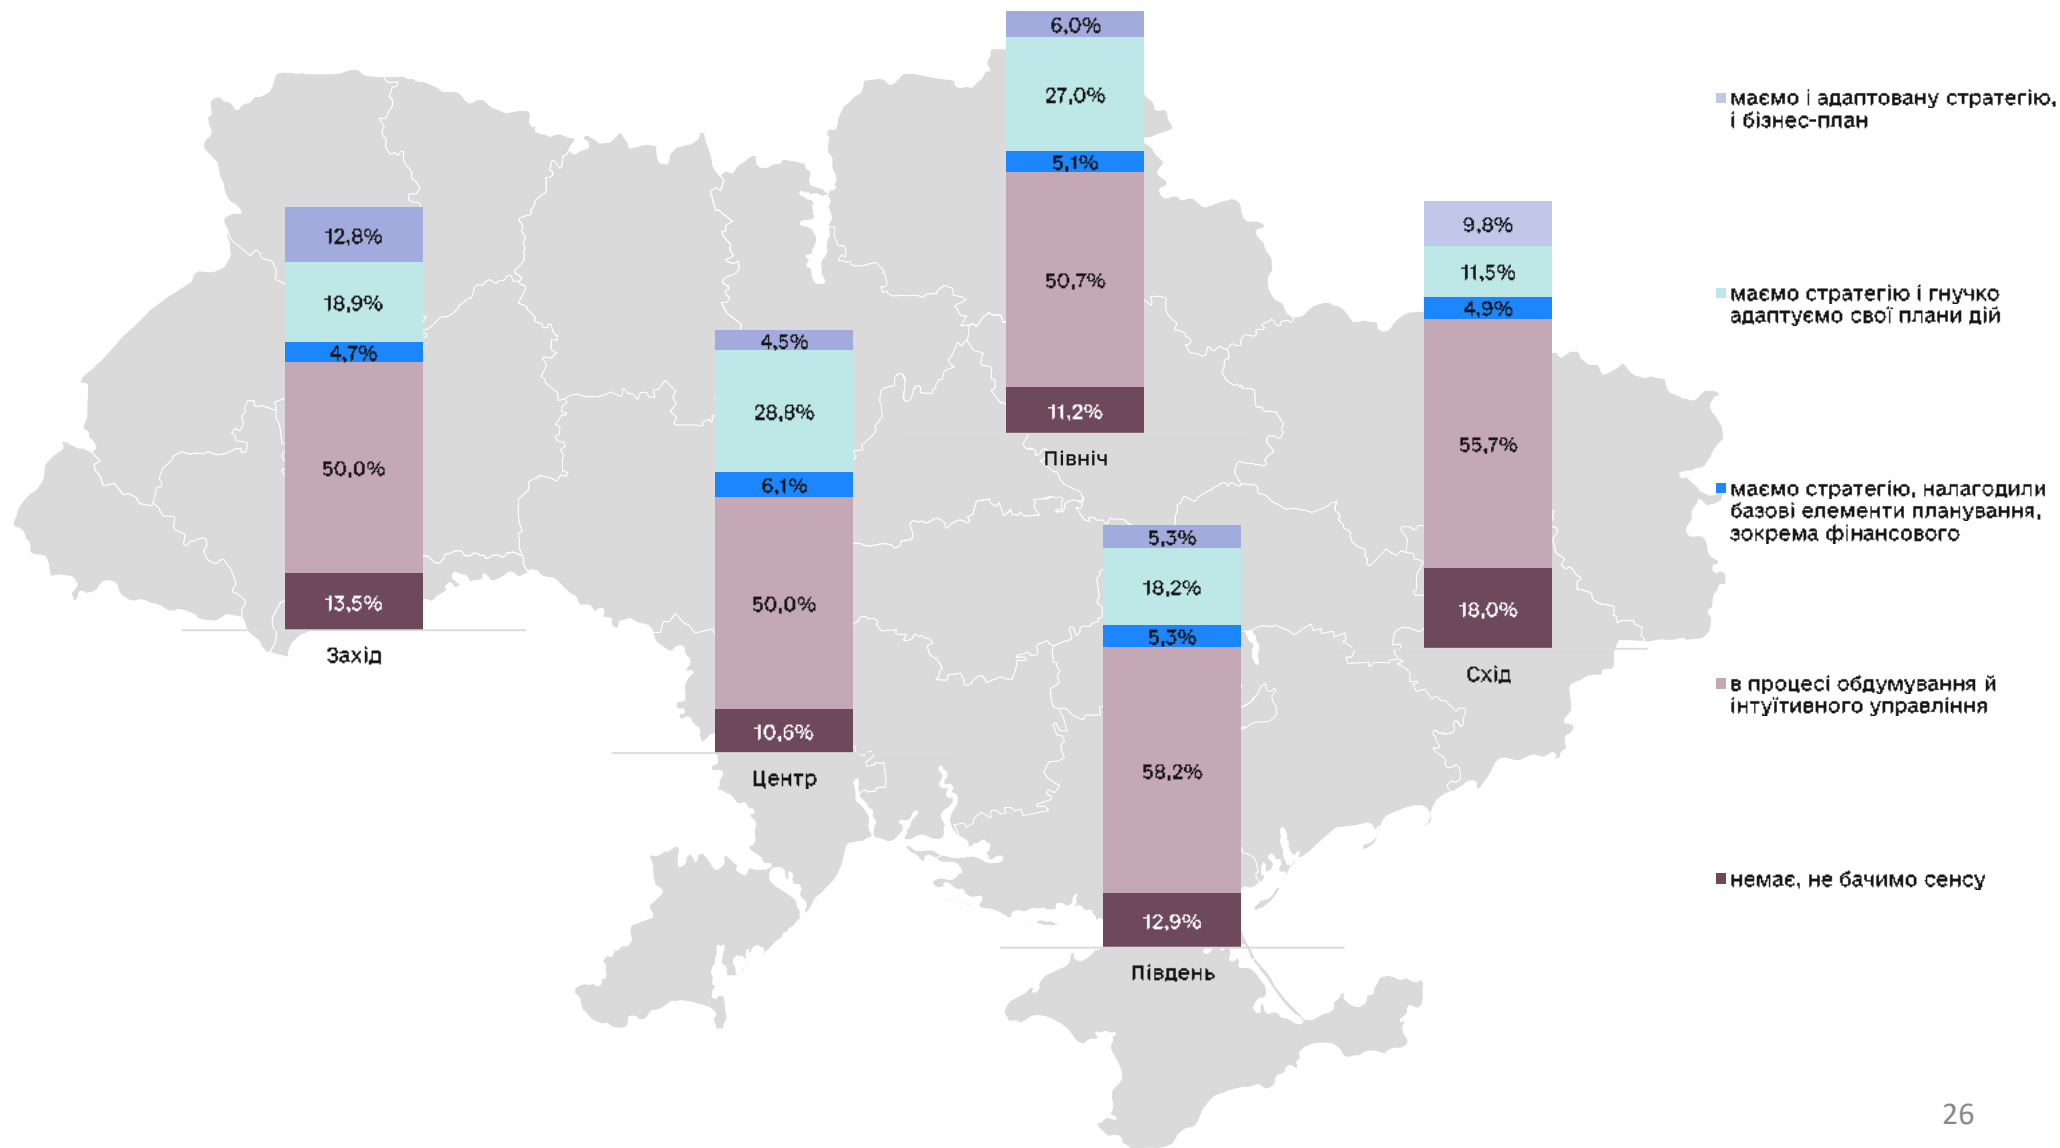 6,0%
27,0%
5,1%
50,7%
11,2%
Північ
12,8%
18,9%
4,7%
50,0%
13,5%
Захід
4,5%
28,8%
6,1%
50,0%
10,6%
Центр
5,3%
18,2%
5,3%
58,2%
12,9%
Південь
9,8%
11,5%
4,9%
55,7%
18,0%
Схід
маємо і адаптовану стратегію,
і бізнес-план
маємо стратегію і гнучко
адаптуємо свої плани дій
маємо стратегію, налагодили
базові елементи планування,
зокрема фінансового
в процесі обдумування й
інтуїтивного управління
немає, не бачимо сенсу
26